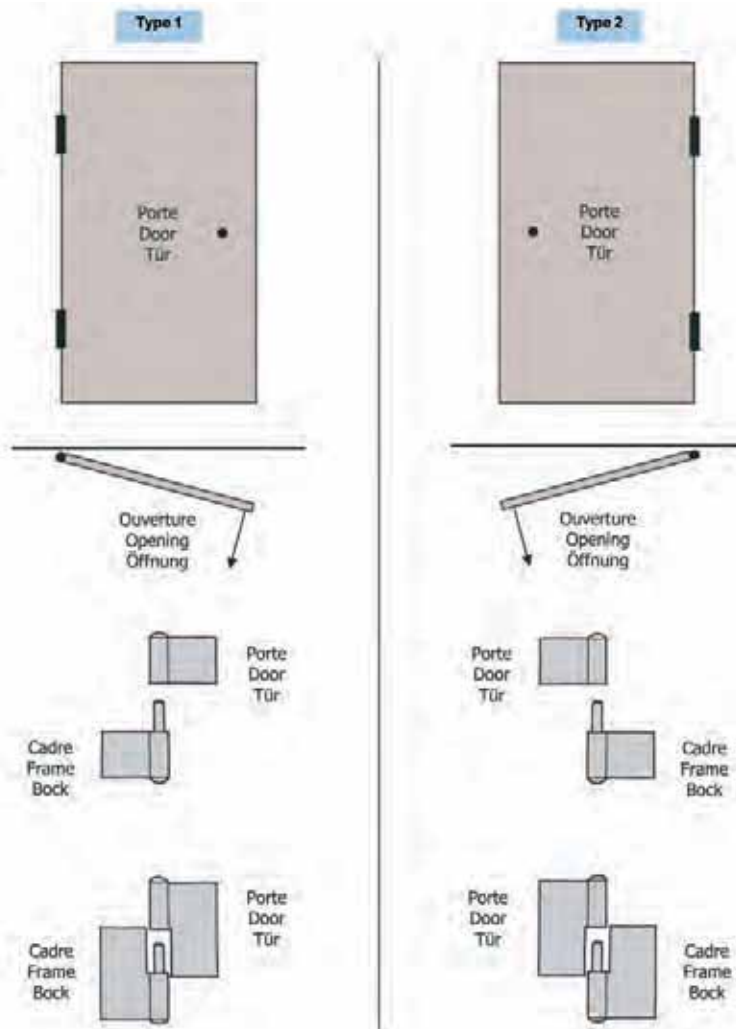 Type 1
Type 2
Porte
Door
Tür
Porte
Door
Tür
Ouverture
Opening
Öffnung
Ouverture
Opening
Öffnung
Porte
Door
Tür
Cadre
Frame
Bock
Porte
Door
Tür
Cadre
Frame
Bock
Porte
Door
Tür
Cadre
Frame
Bock
Porte
Door
Tür
Cadre
Frame
Bock